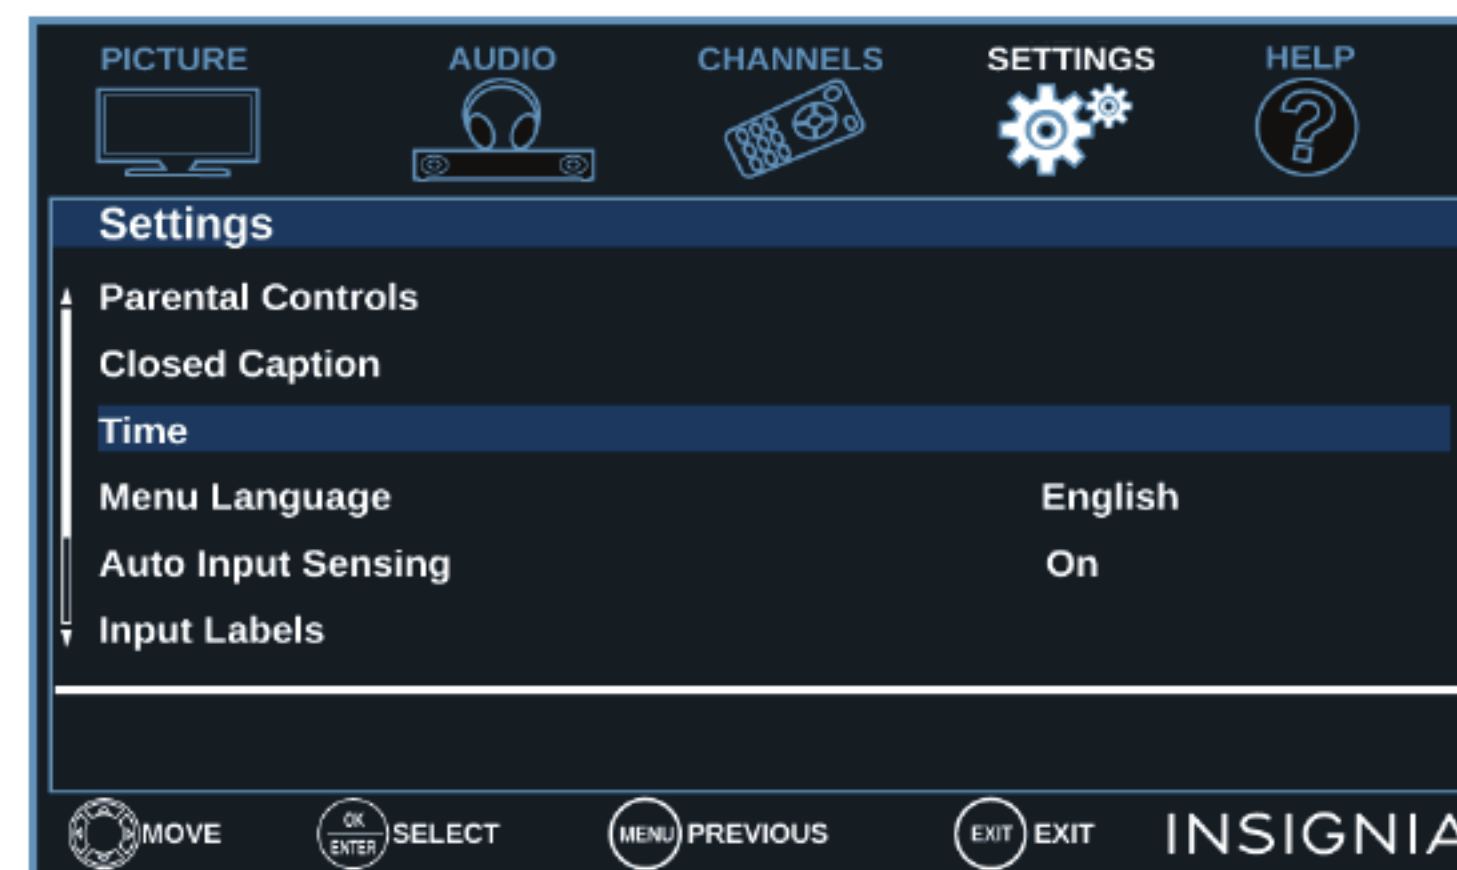 PICTURE AUDIO CHANNELS SETTINGS HELP
Settings
Parental Controls
Closed Caption
Time
Menu Language English
Auto Input Sensing On
Input Labels
MOVE OK ENTER SELECT MENU PREVIOUS EXIT EXIT INSIGNIA